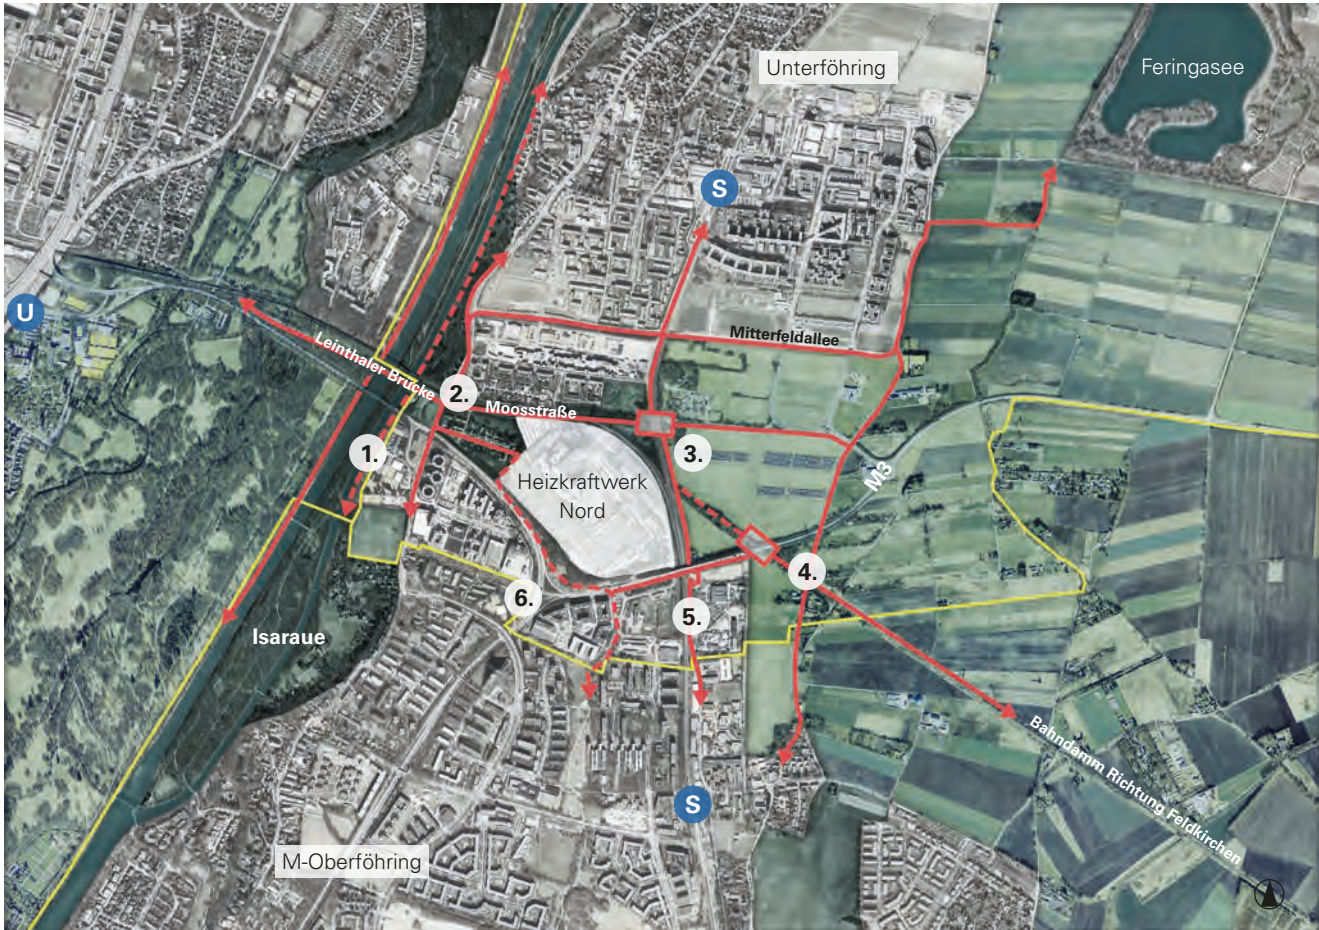 Unterföhring
Feringasee
S
U
Mitterfeldallee
Leinthaler Brücke
2.
Moosstraße
1.
3.
M3
Heizkraftwerk
Nord
4.
6.
5.
Isaraue
Bahndamm Richtung Feldkirchen
S
M-Oberföhring